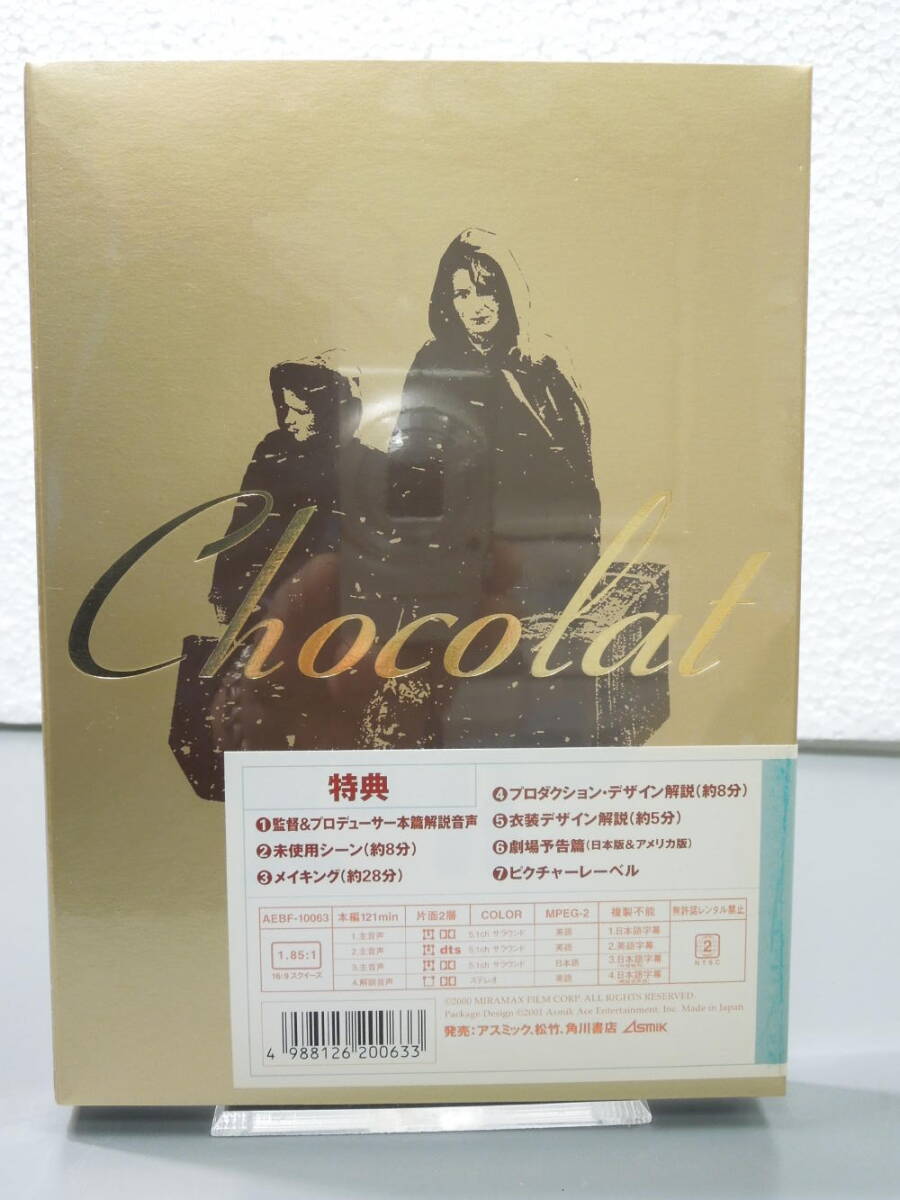 Chocolat
特典
❶監督&プロデューサー本篇解説音声
❷未使用シーン(約8分)
❸メイキング(約28分)
❹プロダクション・デザイン解説(約8分)
❺衣装デザイン解説(約5分)
❻劇場予告篇(日本版&アメリカ版)
❼ピクチャーレーベル
AEBF-10063 本編121min 片面2層 COLOR MPEG-2 複製不能 無許諾レンタル禁止
1.85:1
16:9スクイーズ
1.主音声 5.1ch サラウンド 英語 1.日本語字幕
2.主音声 dts 5.1ch サラウンド 英語 2.英語字幕
3.主音声 5.1ch サラウンド 日本語 3.日本語字幕
4.解説音声 ステレオ 英語 4.日本語字幕
2
NTSC
©2000 MIRAMAX FILM CORP. ALL RIGHTS RESERVED
Package Design ©2001 Asmik Ace Entertainment, Inc. Made in Japan
発売:アスミック、松竹、角川書店 Asmik
4 988126 200633